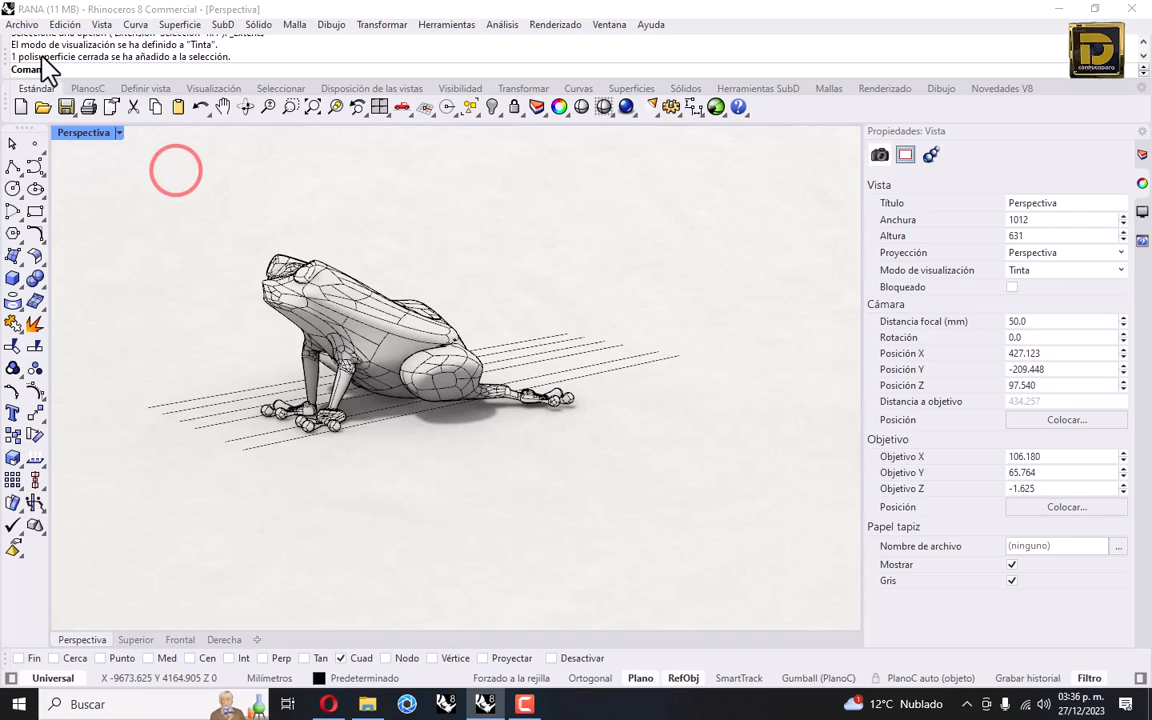 RANA (11 MB) - Rhinoceros 8 Commercial - [Perspectiva]
Archivo Edición Vista Curva Superficie SubD Sólido Malla Dibujo Transformar Herramientas Análisis Renderizado Ventana Ayuda
El modo de visualización se ha definido a "Tinta".
1 polisuperficie cerrada se ha añadido a la selección.
Estándar PlanosC Definir vista Visualización Seleccionar Disposición de las vistas Visibilidad Transformar Curvas Superficies Sólidos Herramientas SubD Mallas Renderizado Dibujo Novedades V8
Perspectiva
Propiedades: Vista
Vista
Título Perspectiva
Anchura 1012
Altura 631
Proyección Perspectiva
Modo de visualización Tinta
Bloqueado
Cámara
Distancia focal (mm) 50.0
Rotación 0.0
Posición X 427.123
Posición Y -209.448
Posición Z 97.540
Distancia a objetivo 434.257
Posición Colocar...
Objetivo
Objetivo X 106.180
Objetivo Y 65.764
Objetivo Z -1.625
Posición Colocar...
Papel tapiz
Nombre de archivo (ninguno) ...
Mostrar
Gris
Perspectiva Superior Frontal Derecha
Fin Cerca Punto Med Cen Int Perp Tan Cuad Nodo Vértice Proyectar Desactivar
Universal X -9673.625 Y 4164.905 Z 0 Milímetros Predeterminado Forzado a la rejilla Ortogonal Plano RefObj SmartTrack Gumball (PlanoC) PlanoC auto (objeto) Grabar historial Filtro
Buscar 12°C Nublado 03:36 p. m.
27/12/2023